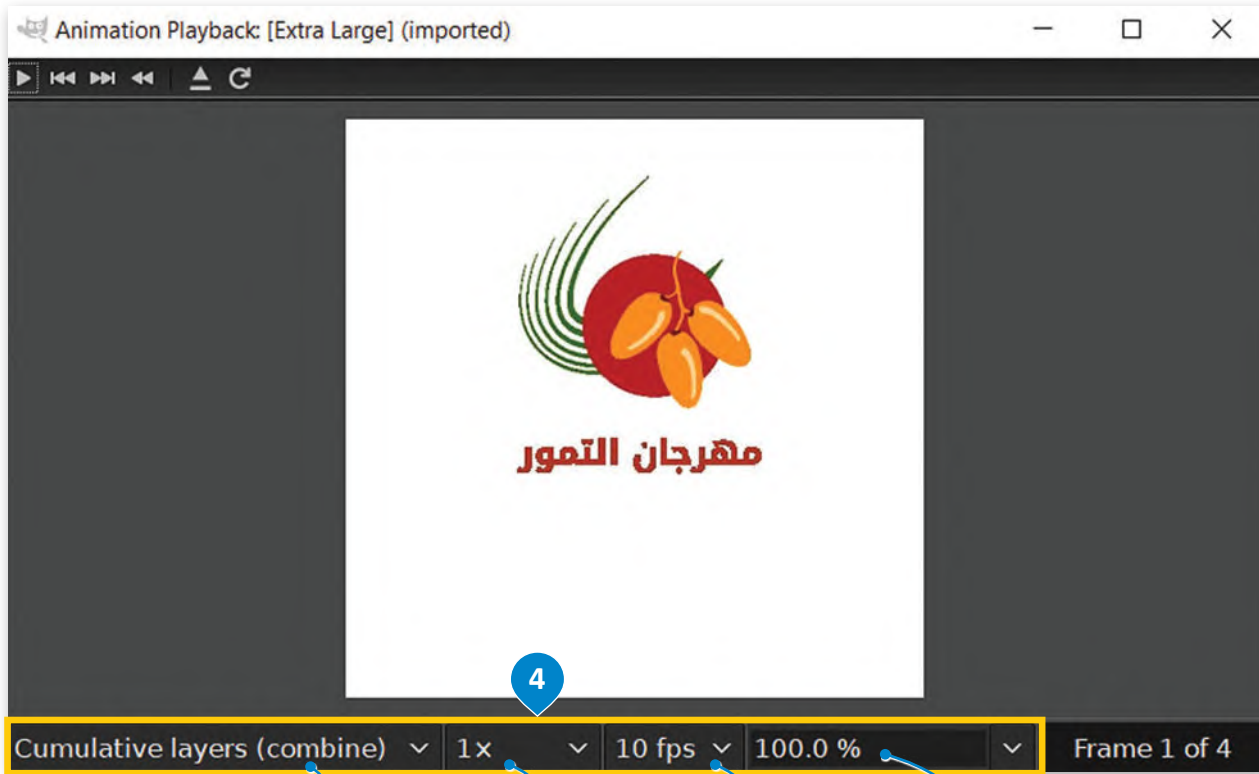 Animation Playback: [Extra Large] (imported)
مهرجان التمور
4
Cumulative layers (combine) 1× 10 fps 100.0 % Frame 1 of 4